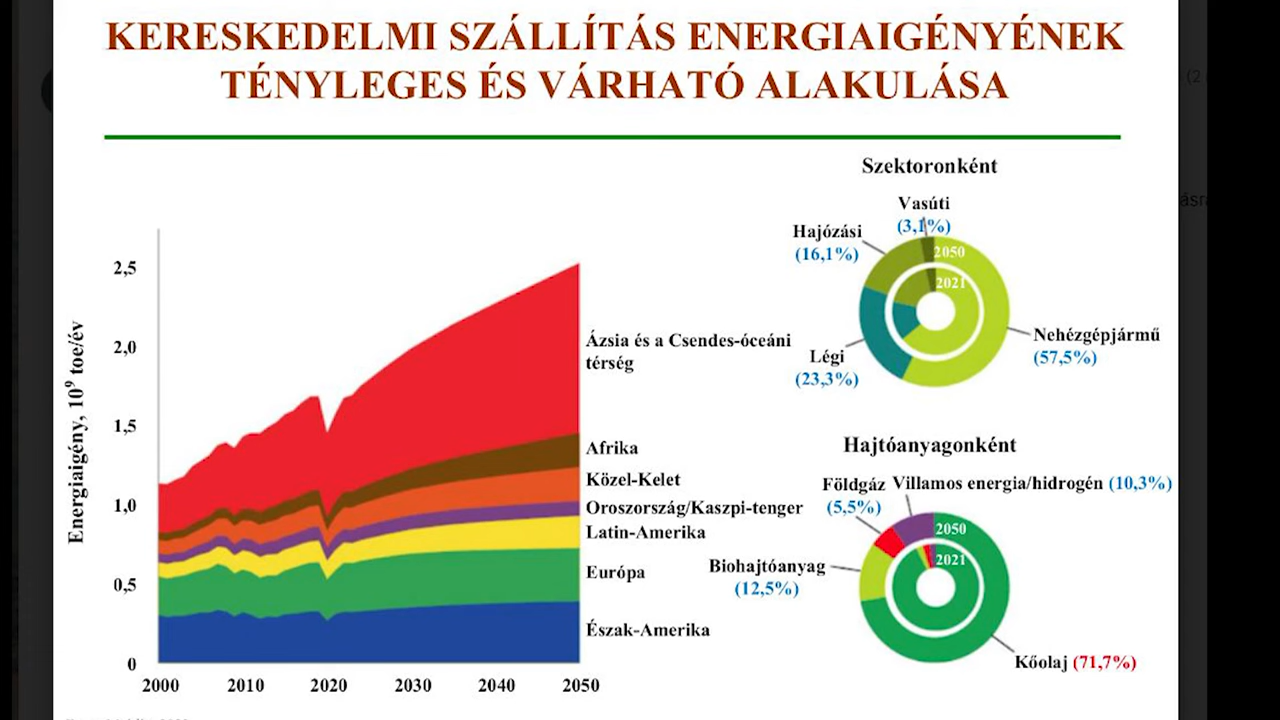 KERESKEDELMI SZÁLLÍTÁS ENERGIAIGÉNYÉNEK
TÉNYLEGES ÉS VÁRHATÓ ALAKULÁSA
Energiaigény, 10⁹ toe/év
2,5
2,0
1,5
1,0
0,5
0
2000 2010 2020 2030 2040 2050
Ázsia és a Csendes-óceáni
térség
Afrika
Közel-Kelet
Oroszország/Kaszpi-tenger
Latin-Amerika
Európa
Észak-Amerika
Szektoronként
Vasúti
(3,1%)
Hajózási
(16,1%)
2050
2021
Nehézgépjármű
(57,5%)
Légi
(23,3%)
Hajtóanyagonként
Földgáz
(5,5%)
Villamos energia/hidrogén (10,3%)
2050
2021
Biohajtóanyag
(12,5%)
Kőolaj (71,7%)